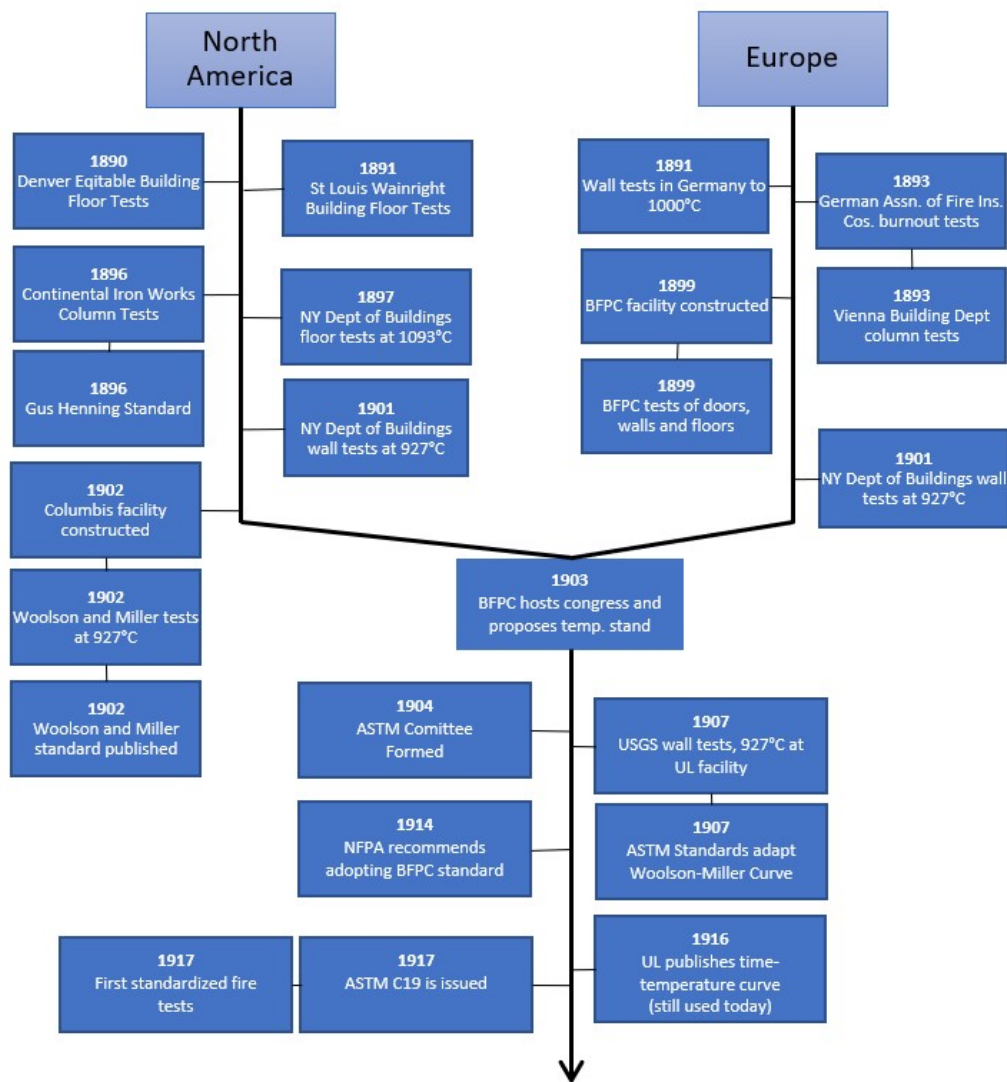 North
America
Europe
1890
Denver Eqitable Building
Floor Tests
1891
St Louis Wainright
Building Floor Tests
1896
Continental Iron Works
Column Tests
1897
NY Dept of Buildings
floor tests at 1093°C
1896
Gus Henning Standard
1901
NY Dept of Buildings
wall tests at 927°C
1902
Columbis facility
constructed
1902
Woolson and Miller tests
at 927°C
1902
Woolson and Miller
standard published
1891
Wall tests in Germany to
1000°C
1893
German Assn. of Fire Ins.
Cos. burnout tests
1893
Vienna Building Dept
column tests
1899
BFPC facility constructed
1899
BFPC tests of doors,
walls and floors
1901
NY Dept of Buildings wall
tests at 927°C
1903
BFPC hosts congress and
proposes temp. stand
1904
ASTM Comittee
Formed
1907
USGS wall tests, 927°C at
UL facility
1907
ASTM Standards adapt
Woolson-Miller Curve
1914
NFPA recommends
adopting BFPC standard
1916
UL publishes time-
temperature curve
(still used today)
1917
First standardized fire
tests
1917
ASTM C19 is issued